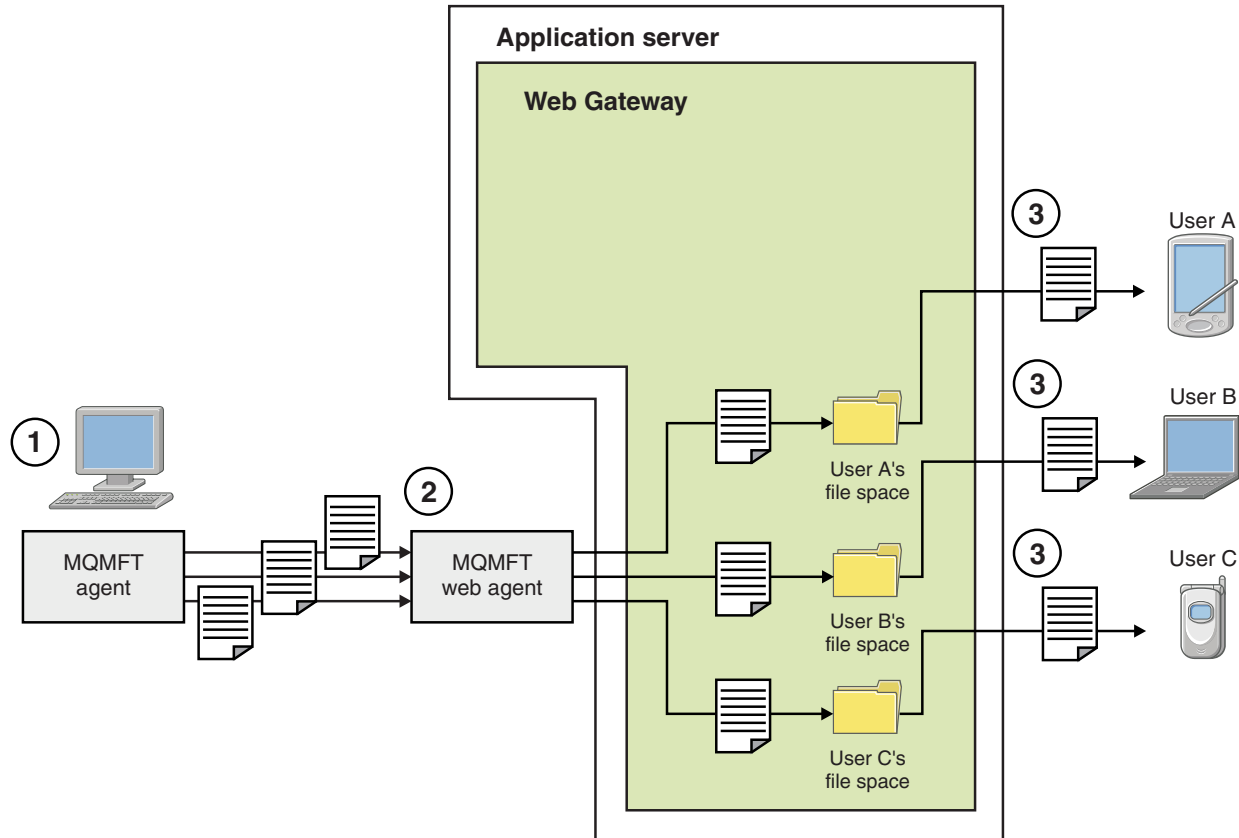 Application server
Web Gateway
3
User A
3
User B
1
User A's
file space
2
3
User C
MQMFT
agent
MQMFT
web agent
User B's
file space
3
User C's
file space